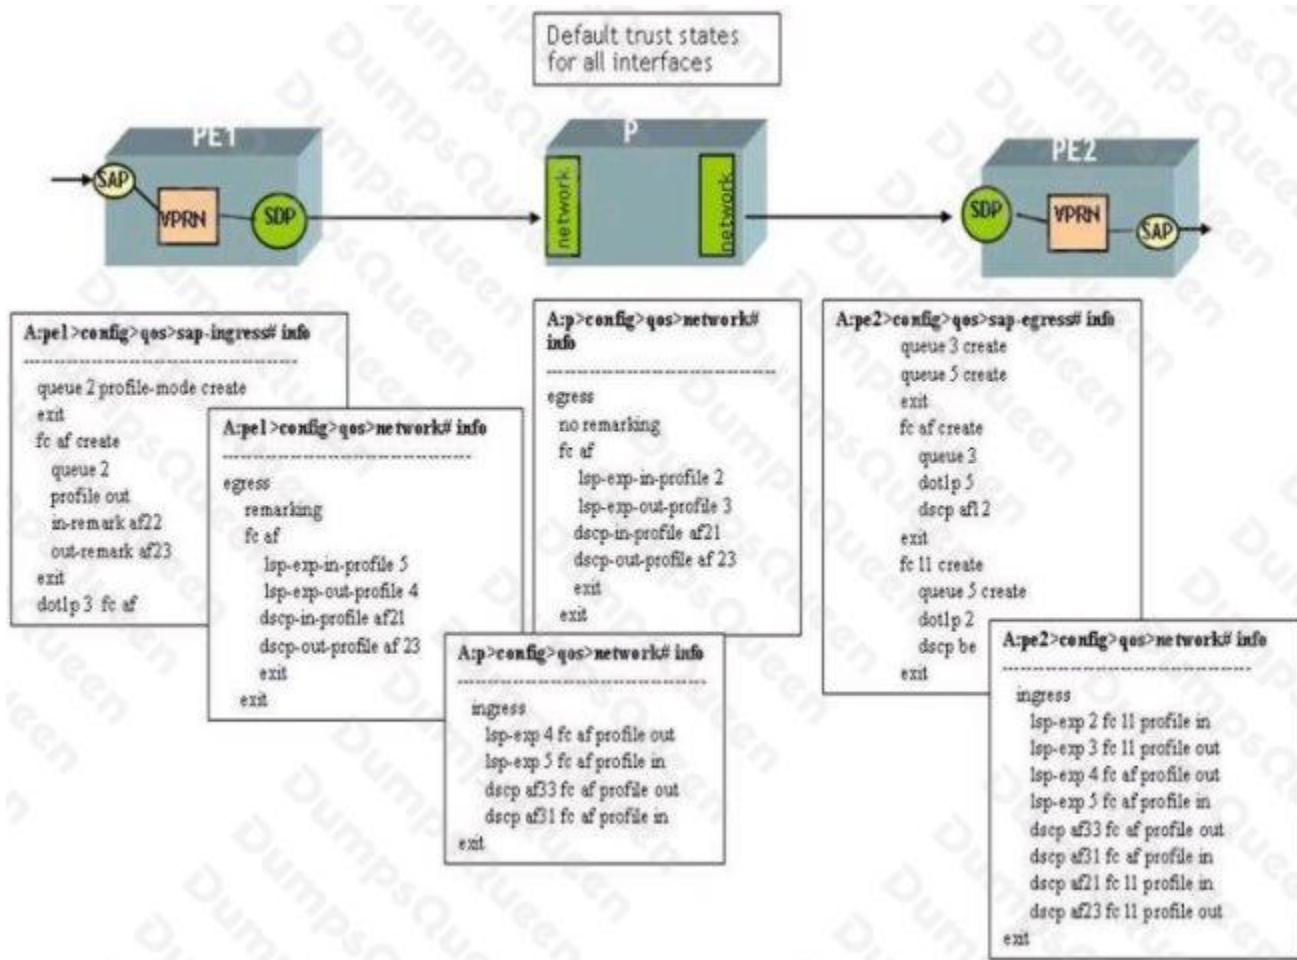 Default trust states
for all interfaces
PE1
SAP
VPRN
SDP
P
network
network
PE2
SDP
VPRN
SAP
A:pe1>config>qos>sap-ingress# info
---------------------------------------
queue 2 profile-mode create
exit
fc af create
queue 2
profile out
in-remark af22
out-remark af23
exit
dot1p 3 fc af
A:pe1>config>qos>network# info
-----------------------------------
egress
remarking
fc af
lsp-exp-in-profile 5
lsp-exp-out-profile 4
dscp-in-profile af21
dscp-out-profile af 23
exit
exit
A:p>config>qos>network#
info
--------------------------------
egress
no remarking
fc af
lsp-exp-in-profile 2
lsp-exp-out-profile 3
dscp-in-profile af21
dscp-out-profile af 23
exit
exit
A:p>config>qos>network# info
-----------------------------------
ingress
lsp-exp 4 fc af profile out
lsp-exp 5 fc af profile in
dscp af33 fc af profile out
dscp af31 fc af profile in
exit
A:pe2>config>qos>sap-egress# info
queue 3 create
queue 5 create
exit
fc af create
queue 3
dot1p 5
dscp af12
exit
fc l1 create
queue 5 create
dot1p 2
dscp be
exit
A:pe2>config>qos>network# info
-----------------------------------
ingress
lsp-exp 2 fc l1 profile in
lsp-exp 3 fc l1 profile out
lsp-exp 4 fc af profile out
lsp-exp 5 fc af profile in
dscp af33 fc af profile out
dscp af31 fc af profile in
dscp af21 fc l1 profile in
dscp af23 fc l1 profile out
exit
DumpsQueen